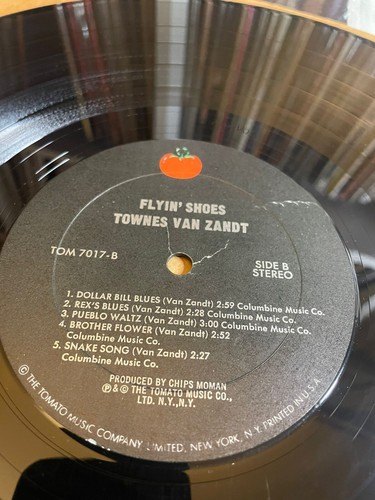 FLYIN' SHOES
TOWNES VAN ZANDT
TOM 7017-B
SIDE B
STEREO
1. DOLLAR BILL BLUES (Van Zandt) 2:59 Columbine Music Co.
2. REX'S BLUES (Van Zandt) 2:28 Columbine Music Co.
3. PUEBLO WALTZ (Van Zandt) 3:00 Columbine Music Co.
4. BROTHER FLOWER (Van Zandt) 2:52
Columbine Music Co.
5. SNAKE SONG (Van Zandt) 2:27
Columbine Music Co.
PRODUCED BY CHIPS MOMAN
℗ & © THE TOMATO MUSIC CO.,
LTD. N.Y., N.Y.
© THE TOMATO MUSIC COMPANY, LIMITED, NEW YORK, N.Y. PRINTED IN U.S.A.